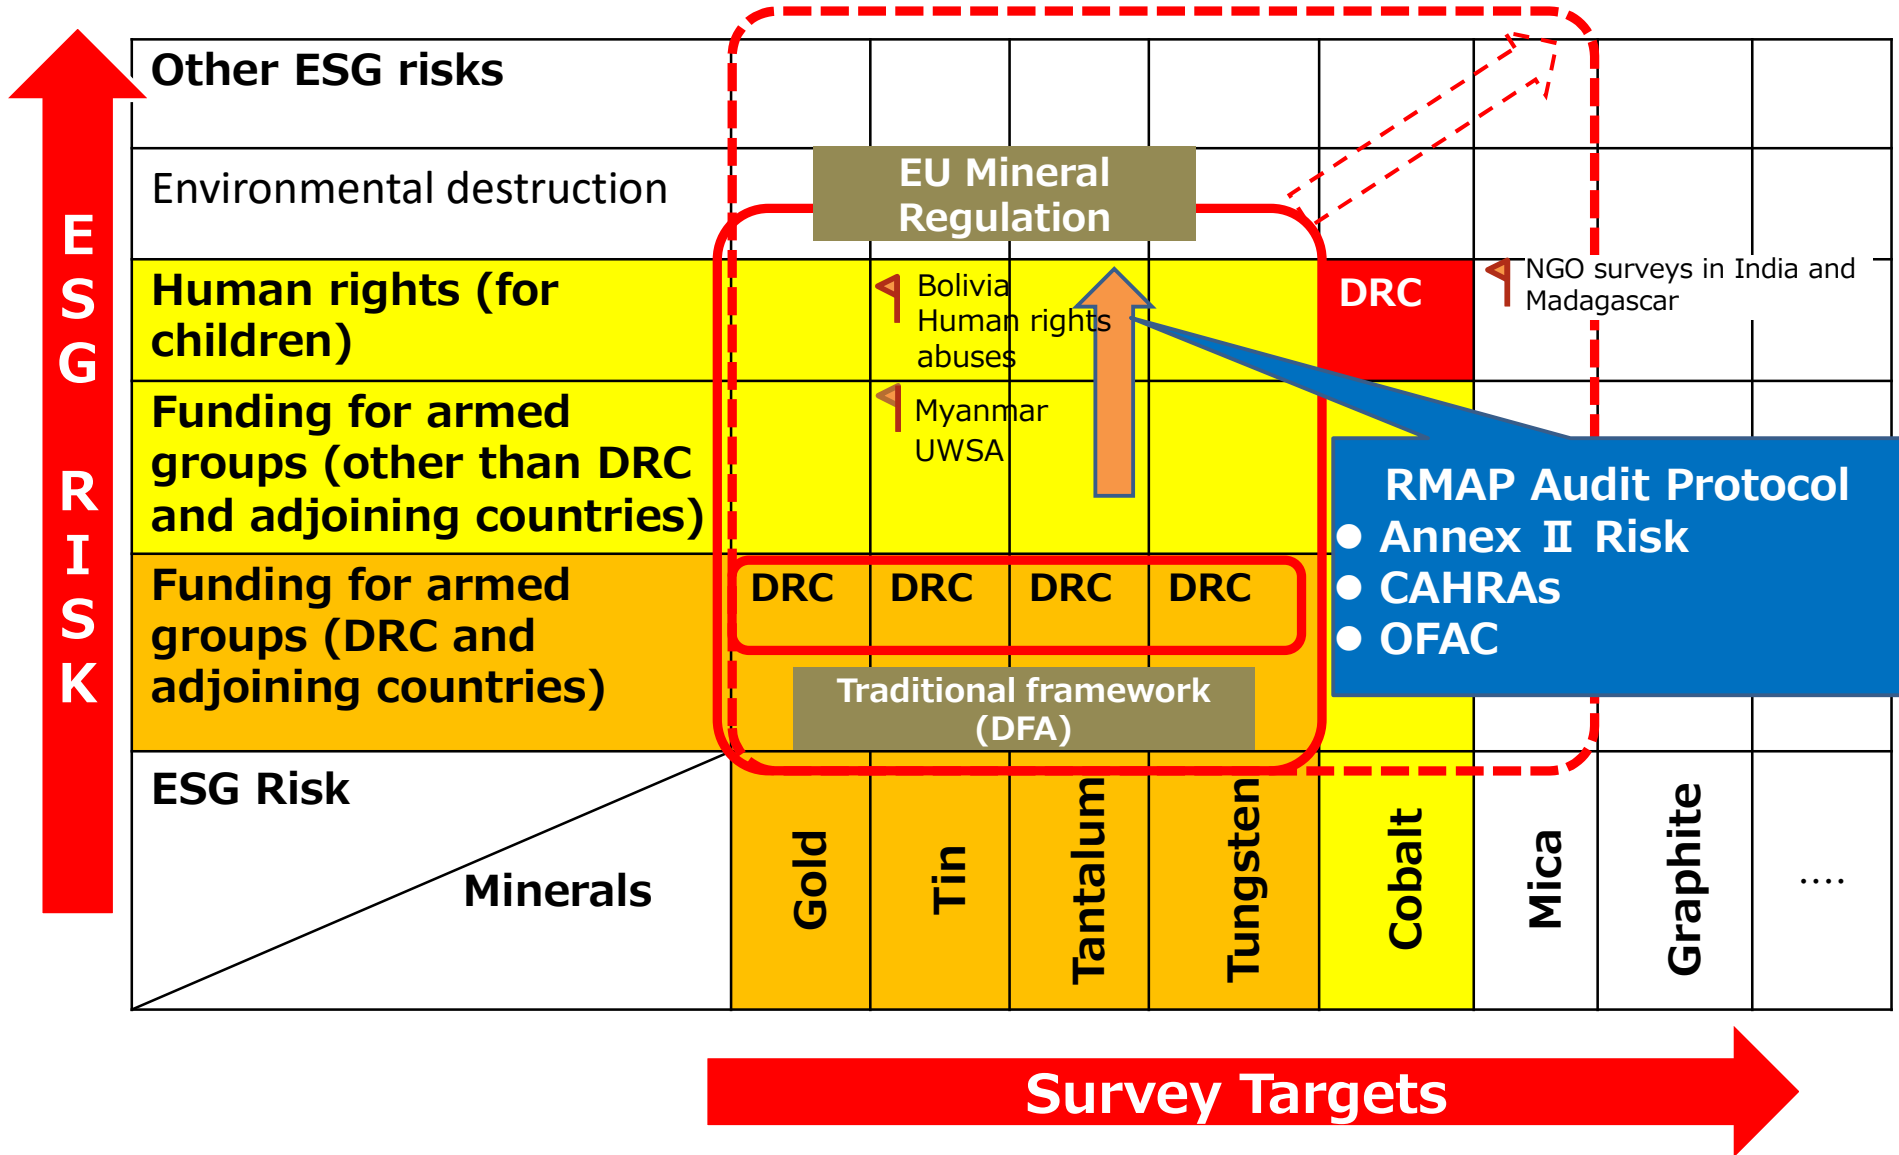 ESG RISK
Other ESG risks
Environmental destruction
EU Mineral
Regulation
Human rights (for
children)
Bolivia
Human rights
abuses
DRC
NGO surveys in India and
Madagascar
Funding for armed
groups (other than DRC
and adjoining countries)
Myanmar
UWSA
RMAP Audit Protocol
● Annex Ⅱ Risk
● CAHRAs
● OFAC
Funding for armed
groups (DRC and
adjoining countries)
DRC DRC DRC DRC
Traditional framework
(DFA)
ESG Risk
Minerals
Gold
Tin
Tantalum
Tungsten
Cobalt
Mica
Graphite
....
Survey Targets